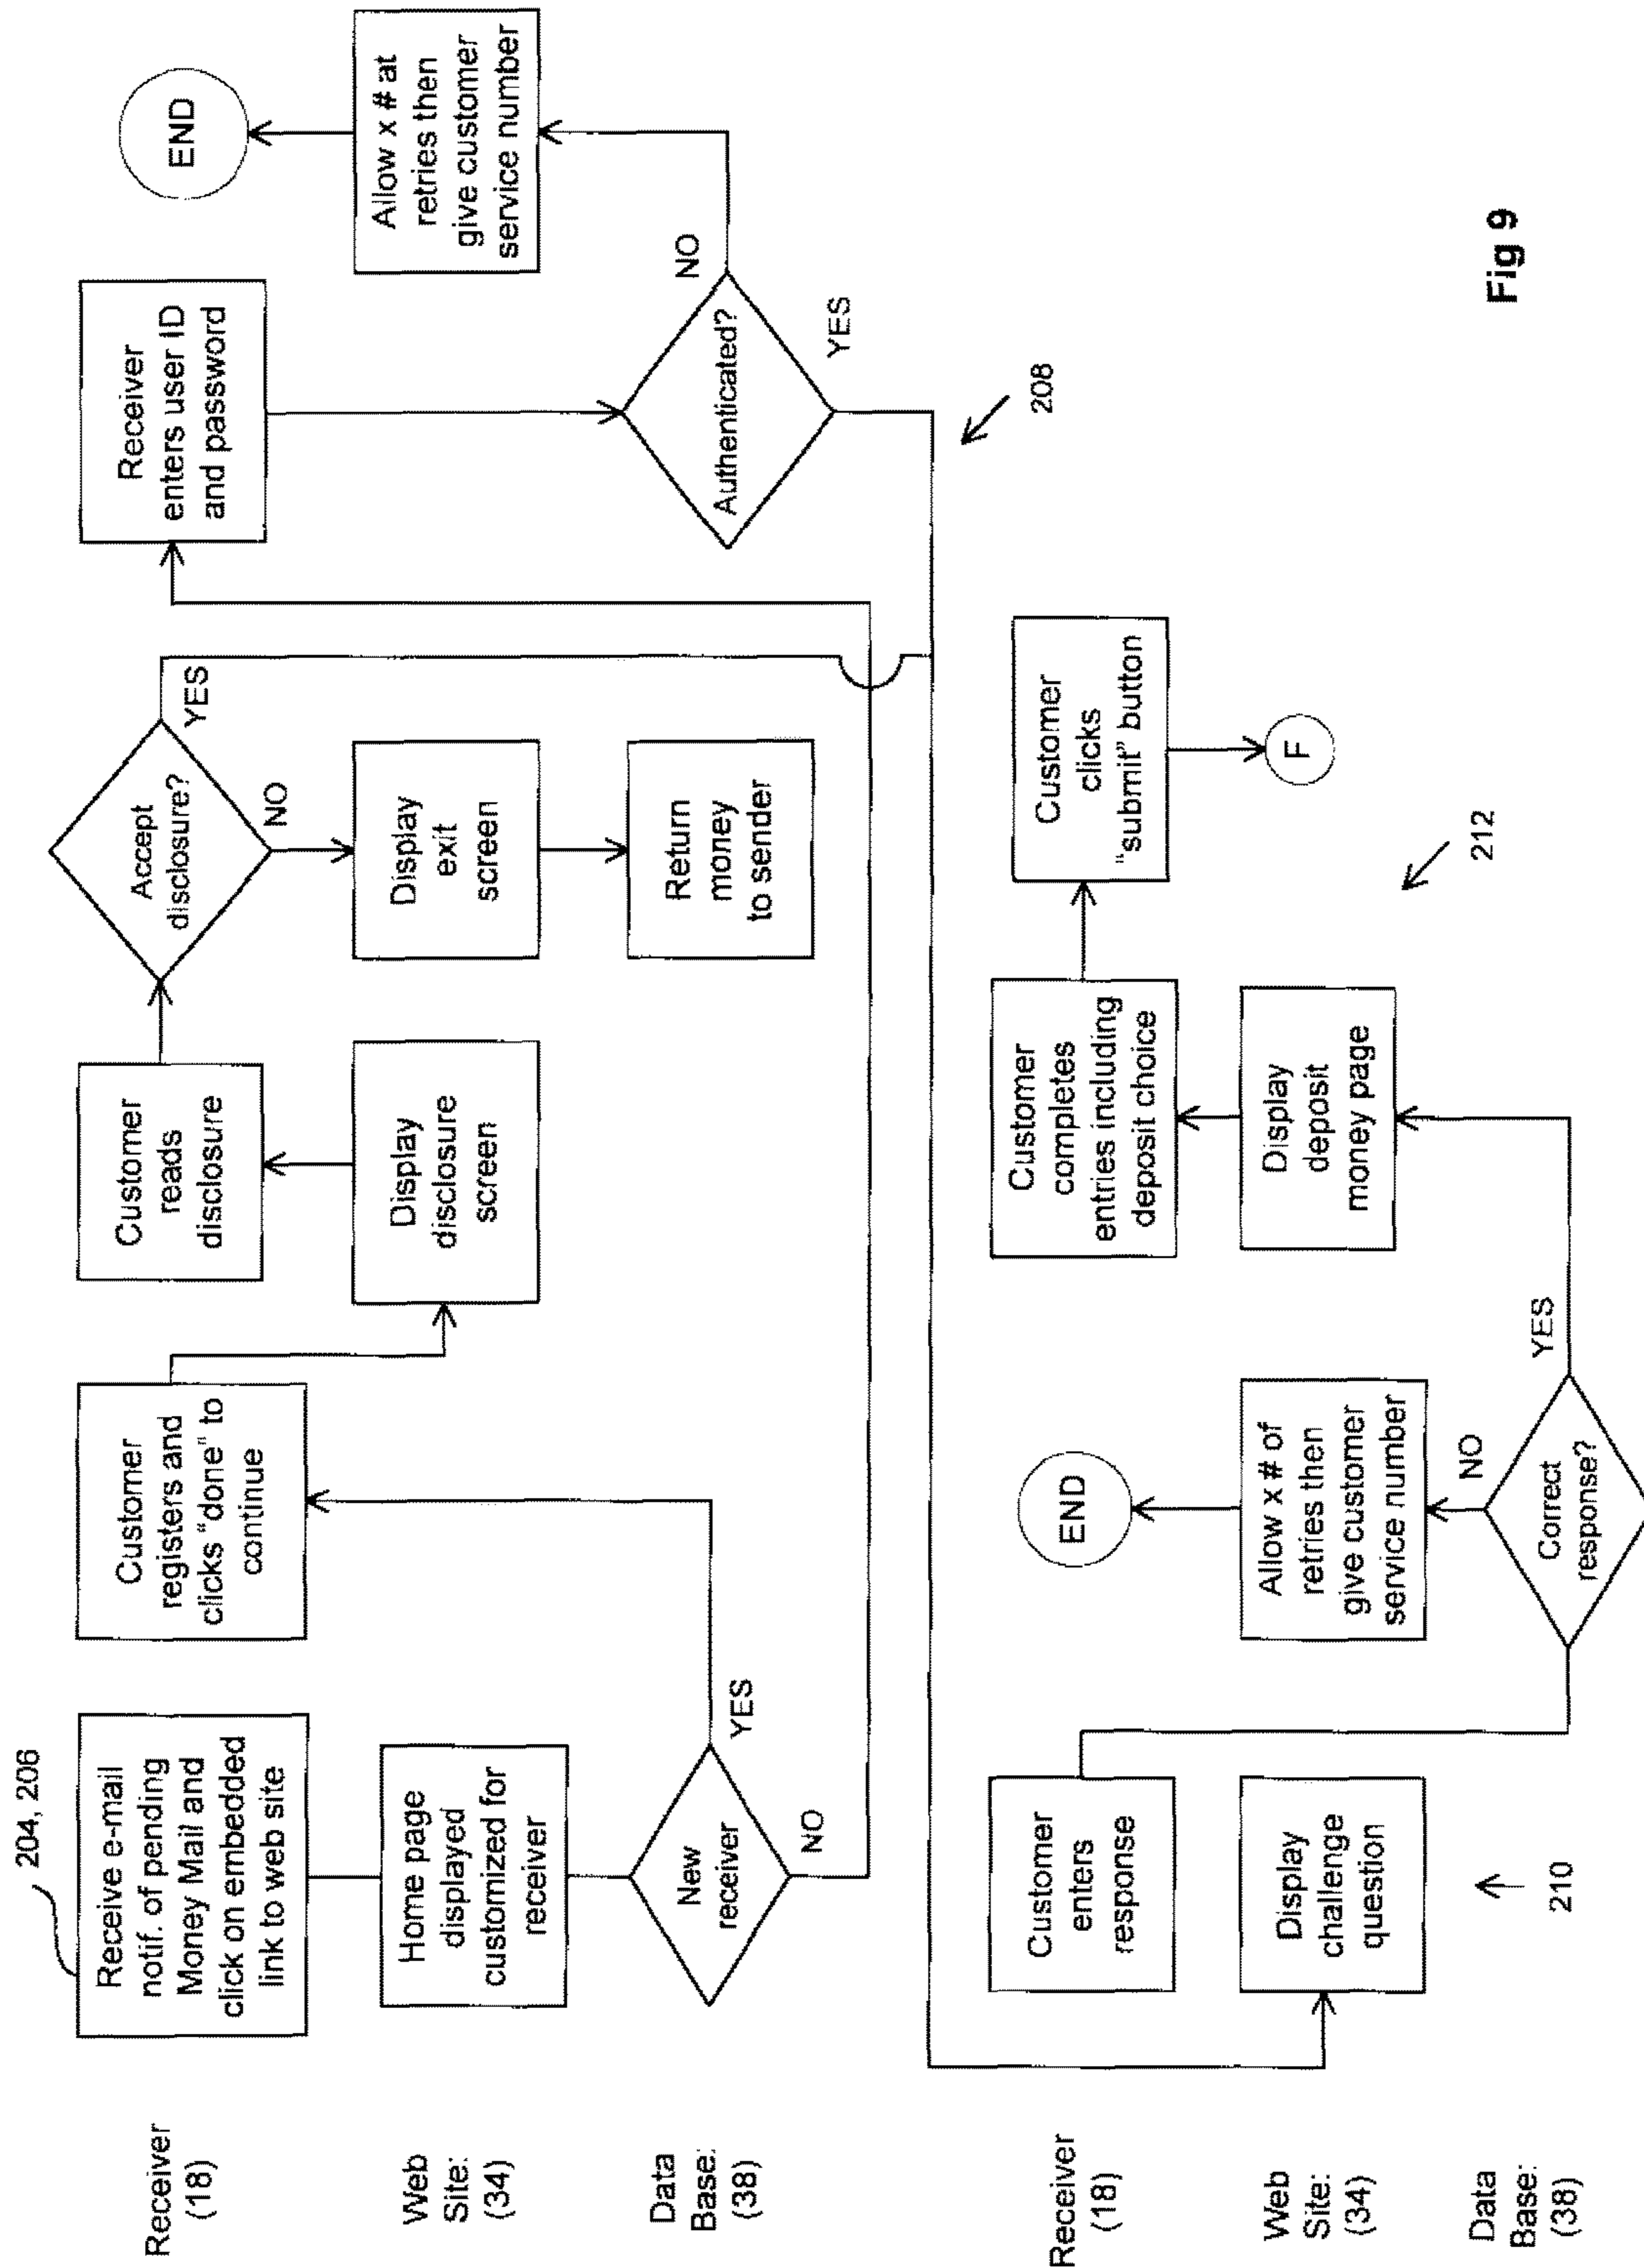 204, 206
Receiver
(18)
Receive e-mail
notif. of pending
Money Mail and
click on embedded
link to web site
Customer
registers and
clicks "done" to
continue
Customer
reads
disclosure
Accept
disclosure?
YES
NO
Receiver
enters user ID
and password
END
Web
Site:
(34)
Home page
displayed
customized for
receiver
Display
disclosure
screen
Display
exit
screen
Allow x # at
retries then
give customer
service number
Data
Base:
(38)
New
receiver
YES
NO
Return
money
to sender
Authenticated?
NO
YES
208
Receiver
(18)
Customer
enters
response
END
Customer
completes
entries including
deposit choice
Customer
clicks
"submit" button
Web
Site:
(34)
Display
challenge
question
Allow x # of
retries then
give customer
service number
Display
deposit
money page
F
Data
Base:
(38)
210
Correct
response?
NO
YES
212
Fig 9